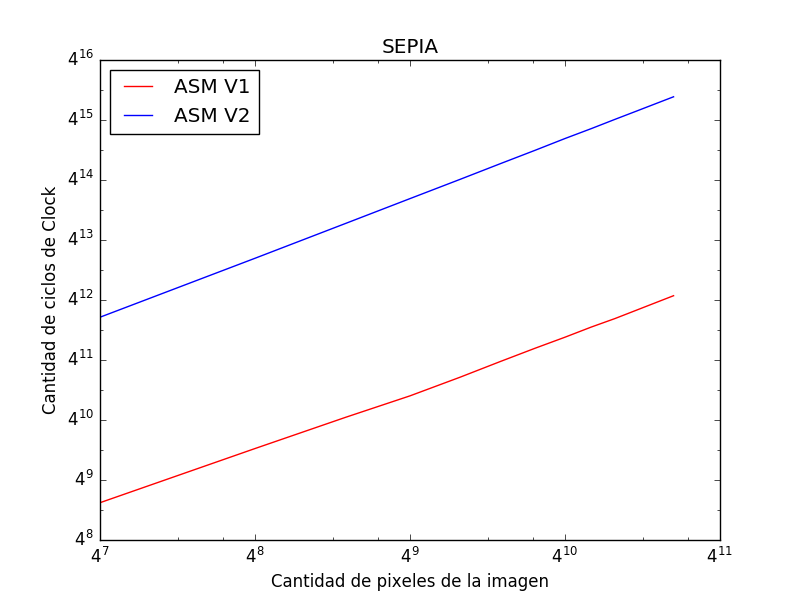 SEPIA
ASM V1
ASM V2
Cantidad de ciclos de Clock
4^16
4^15
4^14
4^13
4^12
4^11
4^10
4^9
4^8
4^7 4^8 4^9 4^10 4^11
Cantidad de pixeles de la imagen